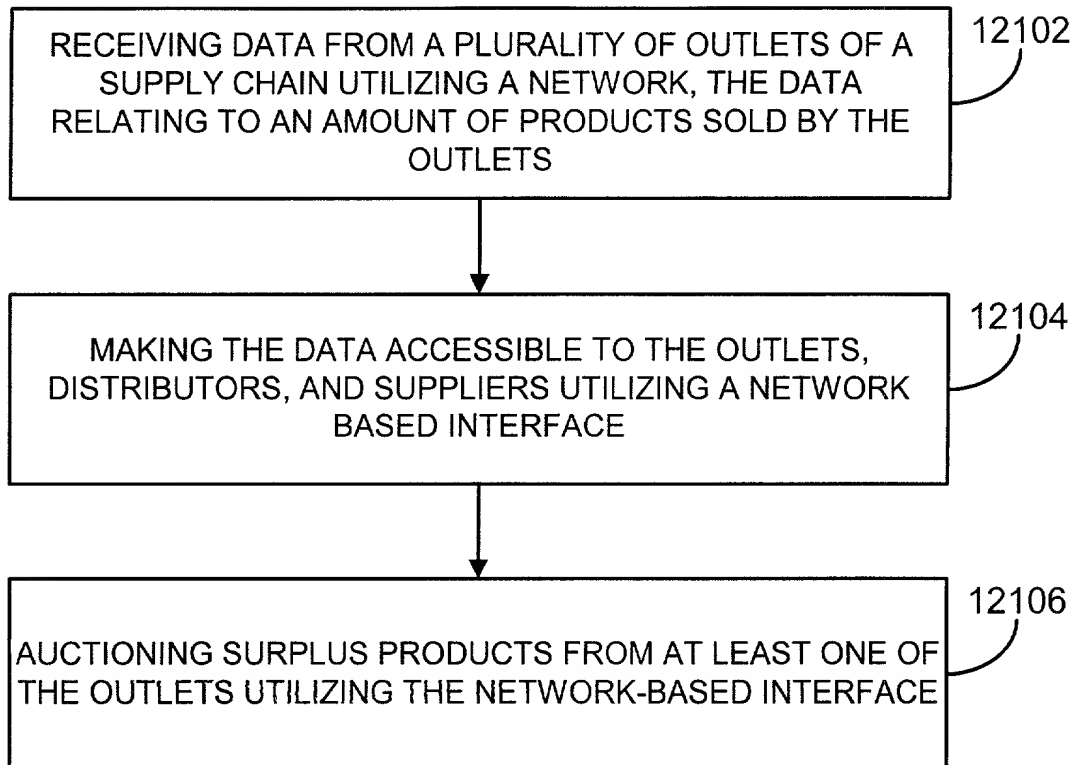 RECEIVING DATA FROM A PLURALITY OF OUTLETS OF A
SUPPLY CHAIN UTILIZING A NETWORK, THE DATA
RELATING TO AN AMOUNT OF PRODUCTS SOLD BY THE
OUTLETS
12102
MAKING THE DATA ACCESSIBLE TO THE OUTLETS,
DISTRIBUTORS, AND SUPPLIERS UTILIZING A NETWORK
BASED INTERFACE
12104
AUCTIONING SURPLUS PRODUCTS FROM AT LEAST ONE OF
THE OUTLETS UTILIZING THE NETWORK-BASED INTERFACE
12106